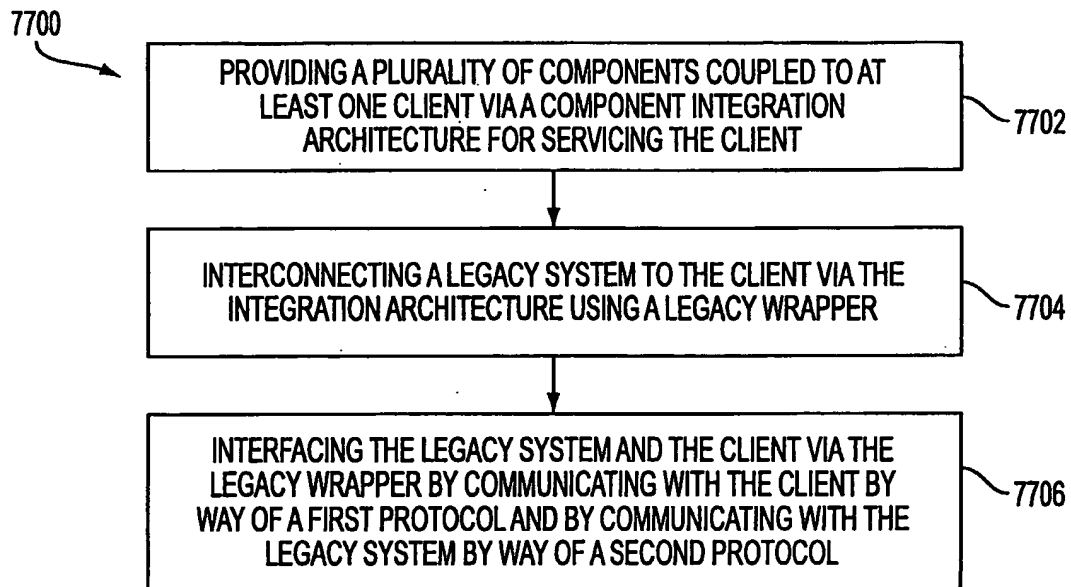 7700
PROVIDING A PLURALITY OF COMPONENTS COUPLED TO AT
LEAST ONE CLIENT VIA A COMPONENT INTEGRATION
ARCHITECTURE FOR SERVICING THE CLIENT
7702
INTERCONNECTING A LEGACY SYSTEM TO THE CLIENT VIA THE
INTEGRATION ARCHITECTURE USING A LEGACY WRAPPER
7704
INTERFACING THE LEGACY SYSTEM AND THE CLIENT VIA THE
LEGACY WRAPPER BY COMMUNICATING WITH THE CLIENT BY
WAY OF A FIRST PROTOCOL AND BY COMMUNICATING WITH THE
LEGACY SYSTEM BY WAY OF A SECOND PROTOCOL
7706